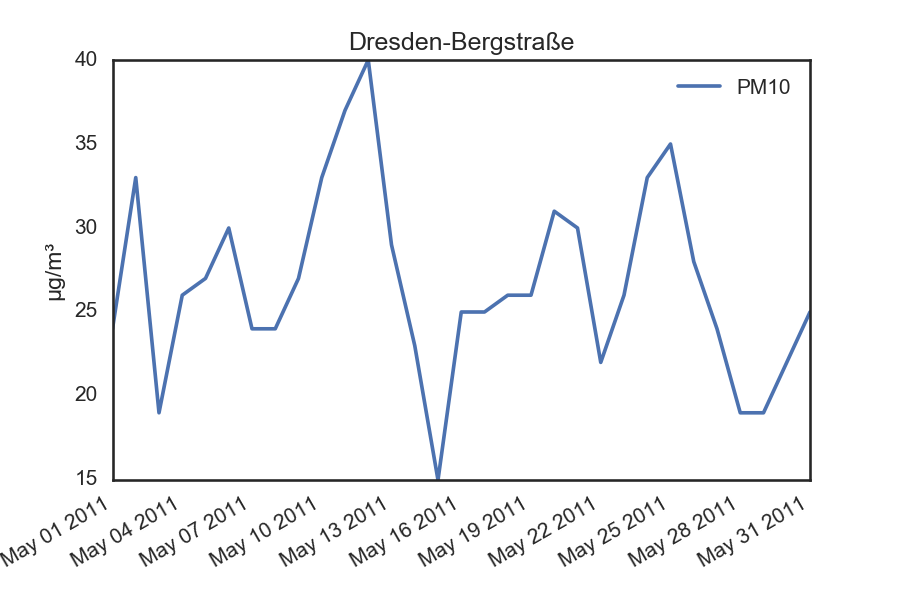 Dresden-Bergstraße
40
35
30
25
20
15
µg/m³
PM10
May 01 2011
May 04 2011
May 07 2011
May 10 2011
May 13 2011
May 16 2011
May 19 2011
May 22 2011
May 25 2011
May 28 2011
May 31 2011